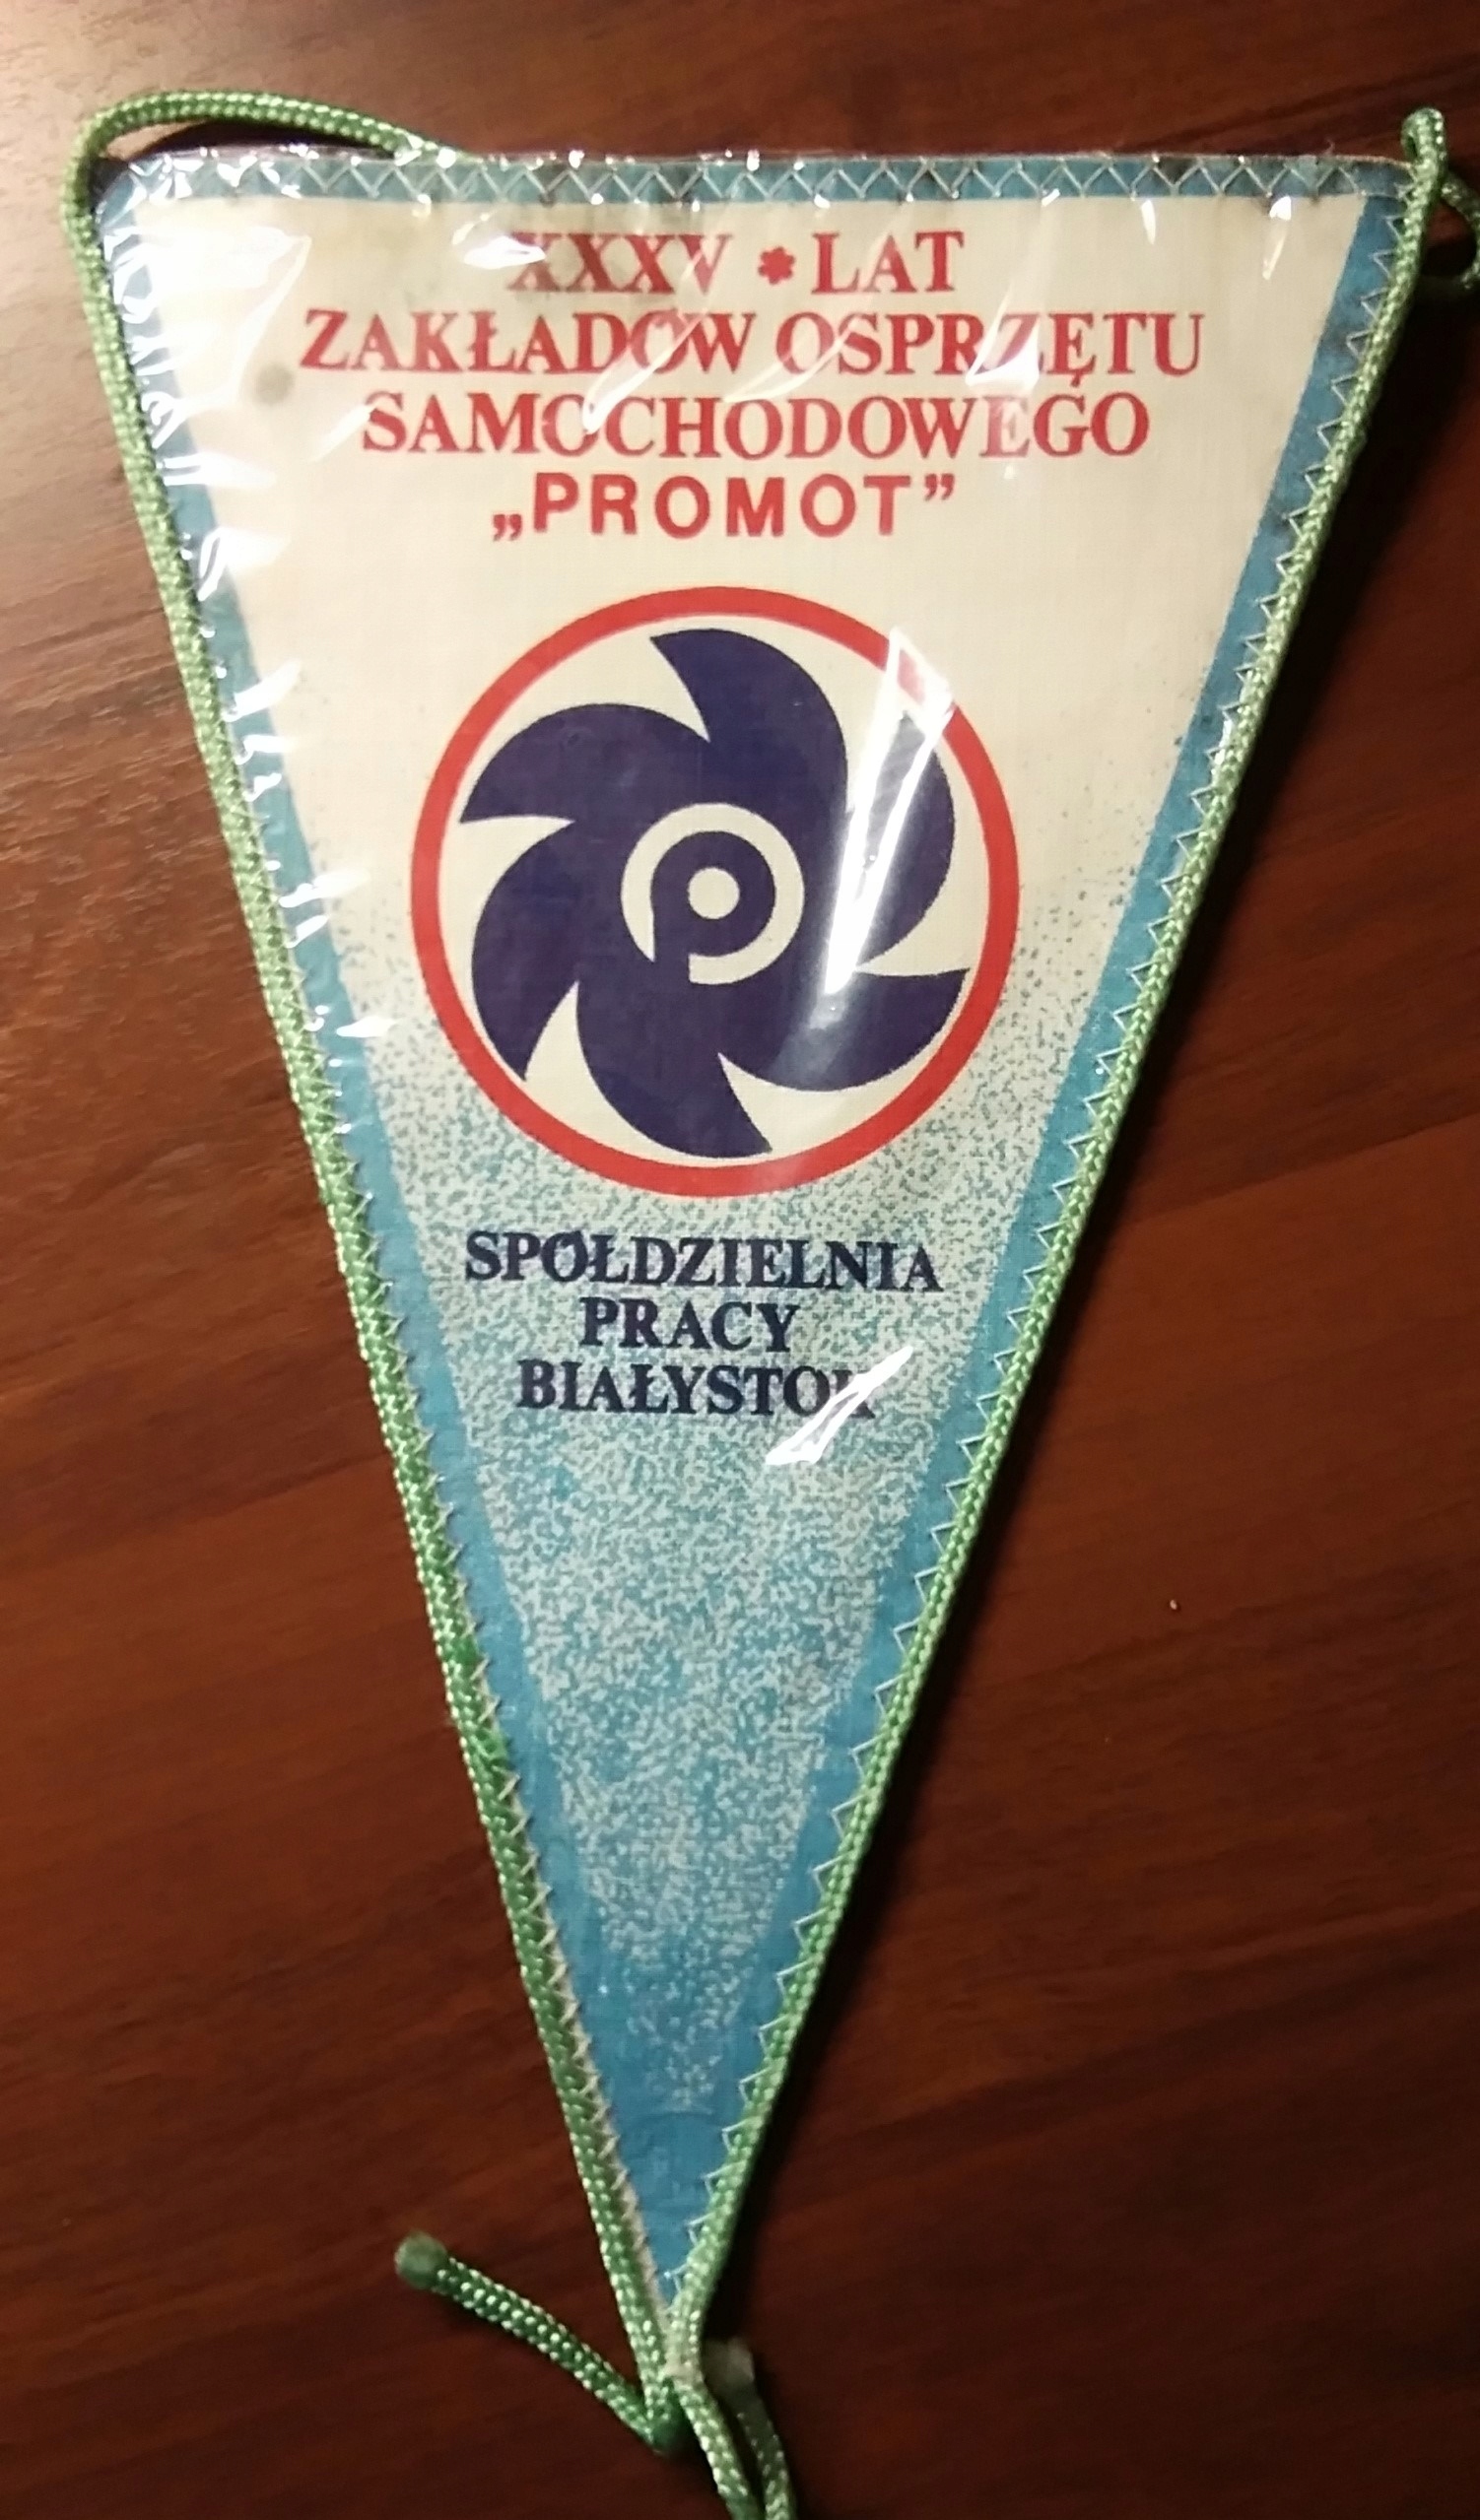 XXXV * LAT
ZAKŁADÓW OSPRZĘTU
SAMOCHODOWEGO
„PROMOT”
p
SPÓŁDZIELNIA
PRACY
BIAŁYSTOK